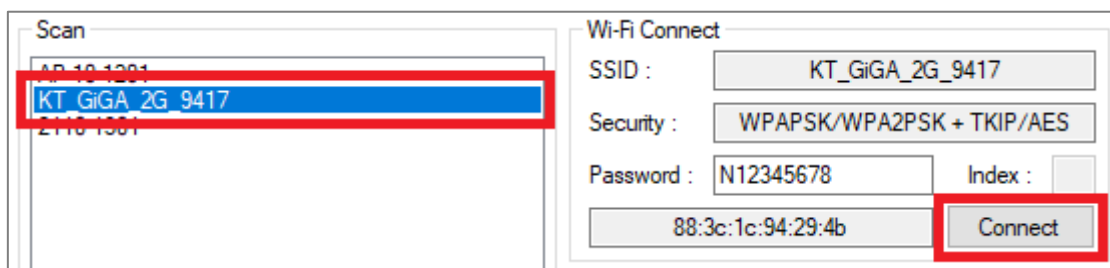 Scan
KT_GiGA_2G_9417
Wi-Fi Connect
SSID :
KT_GiGA_2G_9417
Security :
WPAPSK/WPA2PSK + TKIP/AES
Password :
N12345678
Index :
88:3c:1c:94:29:4b
Connect